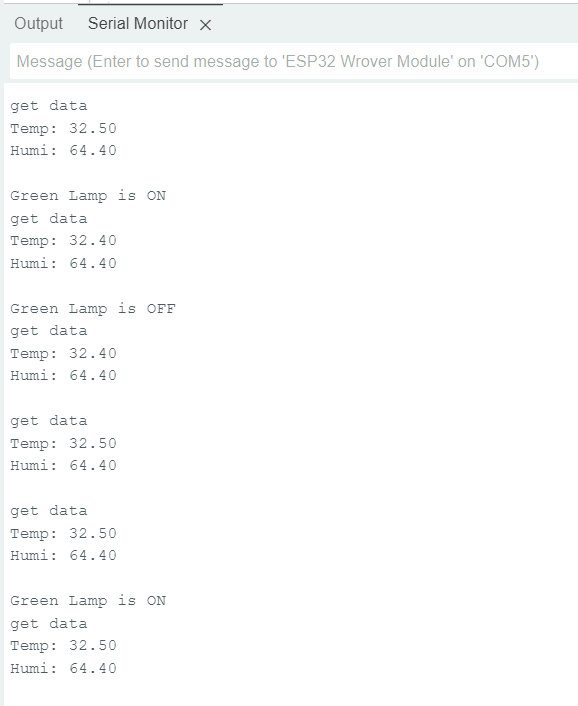 Output Serial Monitor
Message (Enter to send message to 'ESP32 Wrover Module' on 'COM5')
get data
Temp: 32.50
Humi: 64.40
Green Lamp is ON
get data
Temp: 32.40
Humi: 64.40
Green Lamp is OFF
get data
Temp: 32.40
Humi: 64.40
get data
Temp: 32.50
Humi: 64.40
get data
Temp: 32.50
Humi: 64.40
Green Lamp is ON
get data
Temp: 32.50
Humi: 64.40